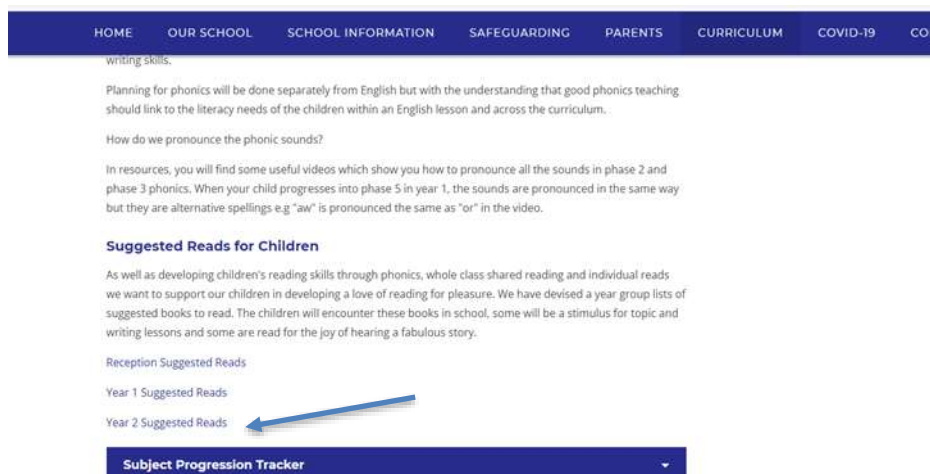 HOME OUR SCHOOL SCHOOL INFORMATION SAFEGUARDING PARENTS CURRICULUM COVID-19 CO
writing skills.
Planning for phonics will be done separately from English but with the understanding that good phonics teaching
should link to the literacy needs of the children within an English lesson and across the curriculum.
How do we pronounce the phonic sounds?
In resources, you will find some useful videos which show you how to pronounce all the sounds in phase 2 and
phase 3 phonics. When your child progresses into phase 5 in year 1, the sounds are pronounced in the same way
but they are alternative spellings e.g "aw" is pronounced the same as "or" in the video.
Suggested Reads for Children
As well as developing children's reading skills through phonics, whole class shared reading and individual reads
we want to support our children in developing a love of reading for pleasure. We have devised a year group lists of
suggested books to read. The children will encounter these books in school, some will be a stimulus for topic and
writing lessons and some are read for the joy of hearing a fabulous story.
Reception Suggested Reads
Year 1 Suggested Reads
Year 2 Suggested Reads
Subject Progression Tracker